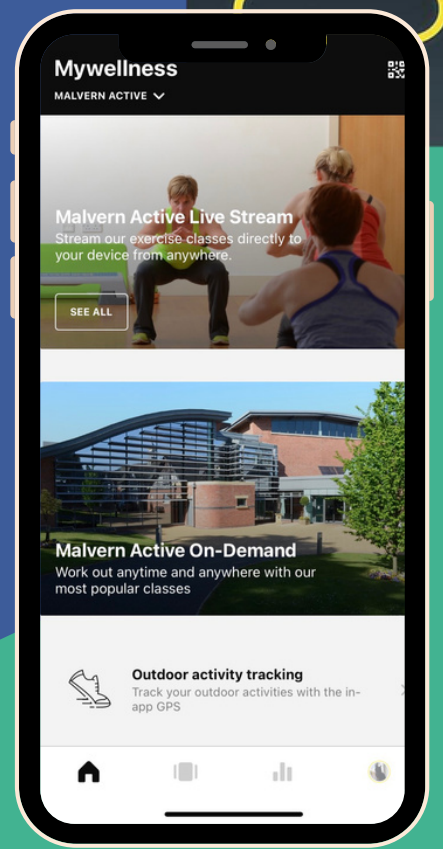 Mywellness
MALVERN ACTIVE
Malvern Active Live Stream
Stream our exercise classes directly to
your device from anywhere.
SEE ALL
Malvern Active On-Demand
Work out anytime and anywhere with our
most popular classes
Outdoor activity tracking
Track your outdoor activities with the in-
app GPS